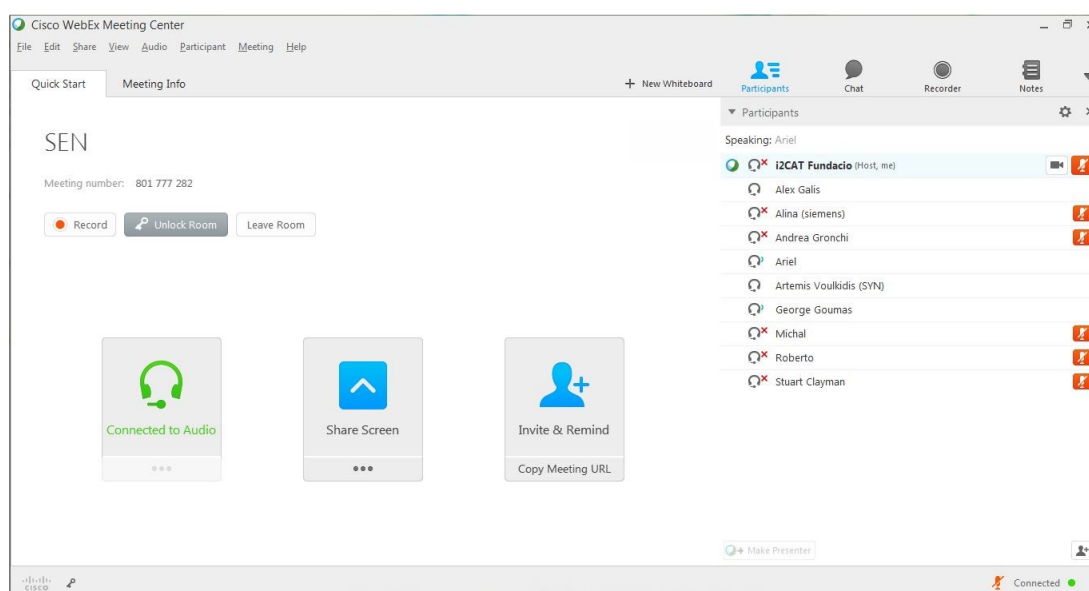 Cisco WebEx Meeting Center
File Edit Share View Audio Participant Meeting Help
Quick Start Meeting Info + New Whiteboard
Participants Chat Recorder Notes
Participants
SEN
Speaking: Ariel
i2CAT Fundacio (Host, me)
Meeting number: 801 777 282
Alex Galis
Alina (siemens)
Record Unlock Room Leave Room
Andrea Gronchi
Ariel
Artemis Voulkidis (SYN)
George Goumas
Michal
Roberto
Stuart Clayman
Connected to Audio Share Screen Invite & Remind
Copy Meeting URL
Make Presenter
CISCO Connected